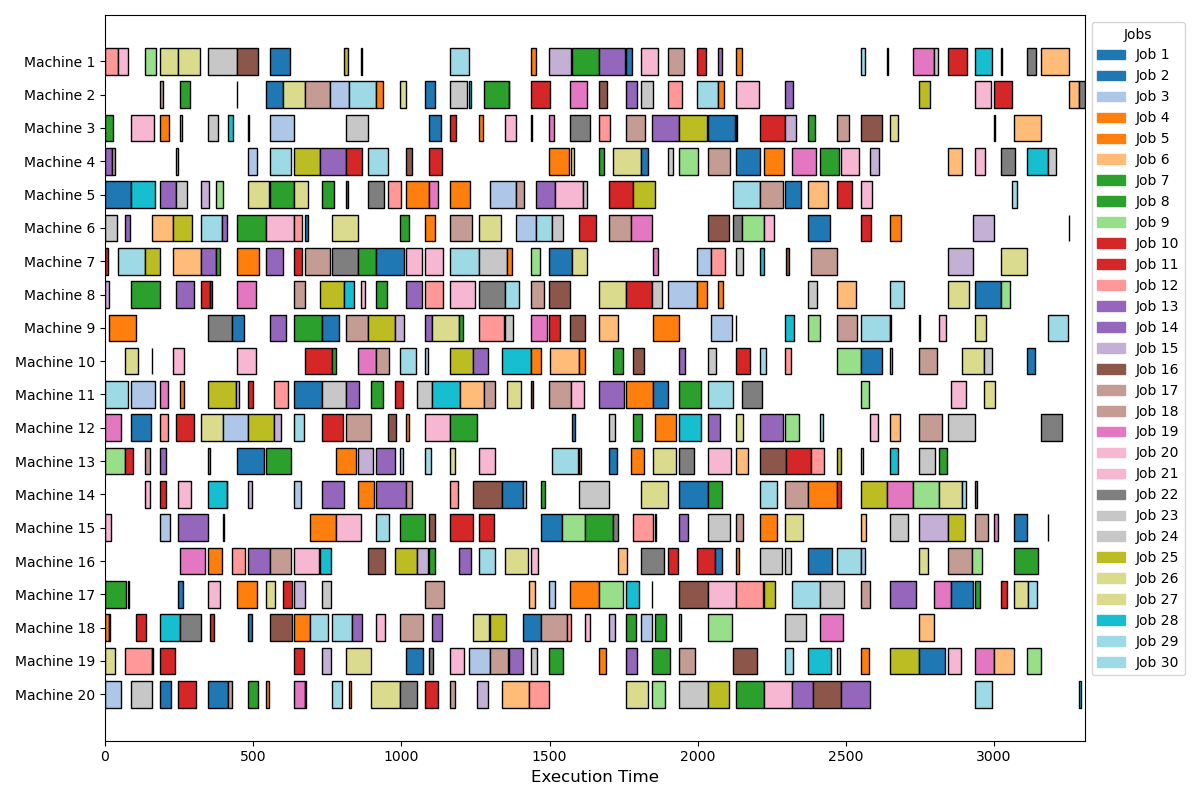 Machine 1
Machine 2
Machine 3
Machine 4
Machine 5
Machine 6
Machine 7
Machine 8
Machine 9
Machine 10
Machine 11
Machine 12
Machine 13
Machine 14
Machine 15
Machine 16
Machine 17
Machine 18
Machine 19
Machine 20
0 500 1000 1500 2000 2500 3000
Execution Time
Jobs
Job 1
Job 2
Job 3
Job 4
Job 5
Job 6
Job 7
Job 8
Job 9
Job 10
Job 11
Job 12
Job 13
Job 14
Job 15
Job 16
Job 17
Job 18
Job 19
Job 20
Job 21
Job 22
Job 23
Job 24
Job 25
Job 26
Job 27
Job 28
Job 29
Job 30